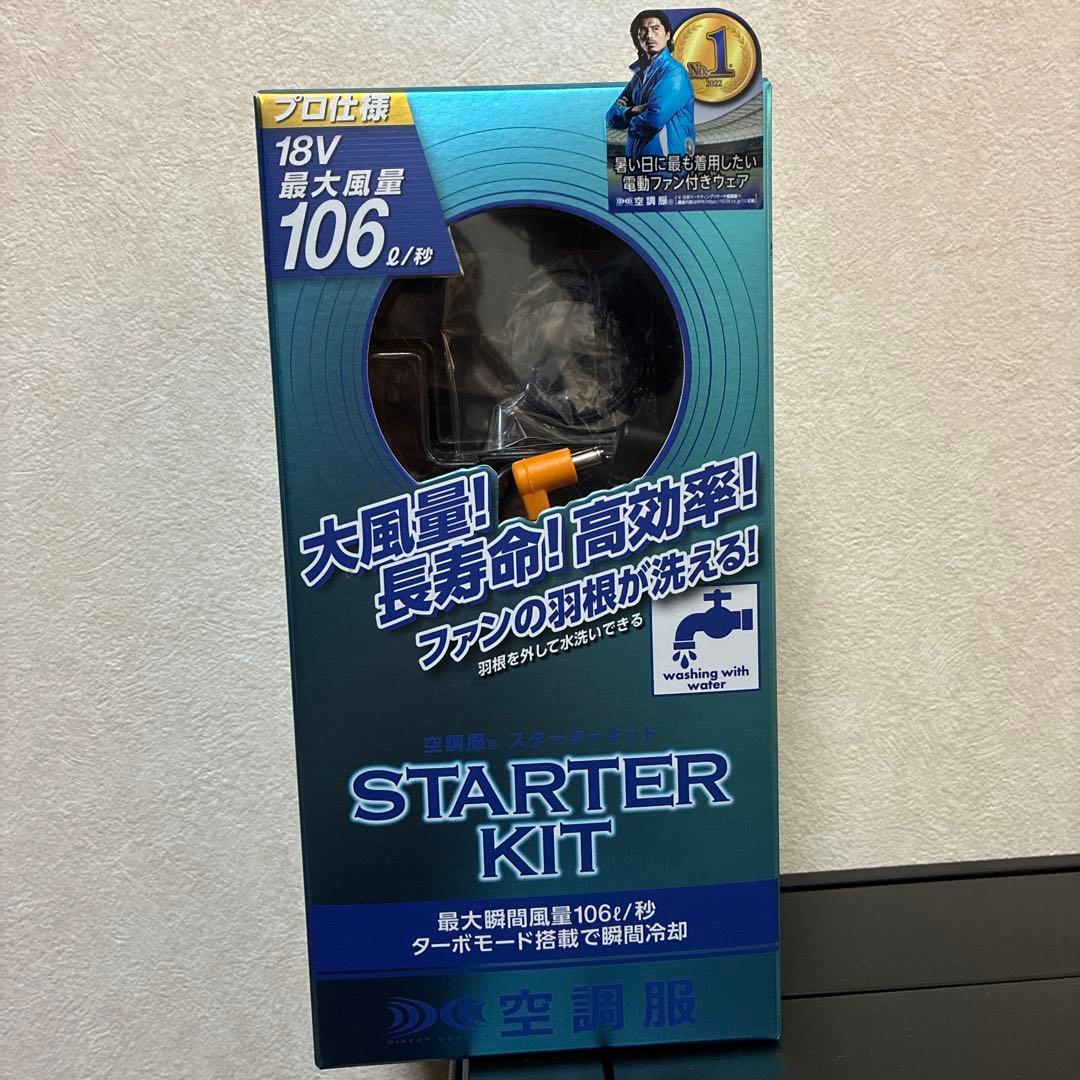 プロ仕様
18V
最大風量
106ℓ/秒
No.1
2022
暑い日に最も着用したい
電動ファン付きウェア
空調服®
大風量!
長寿命!高効率!
ファンの羽根が洗える!
羽根を外して水洗いできる
washing with
water
空調服® スターターキット
STARTER
KIT
最大瞬間風量106ℓ/秒
ターボモード搭載で瞬間冷却
空調服